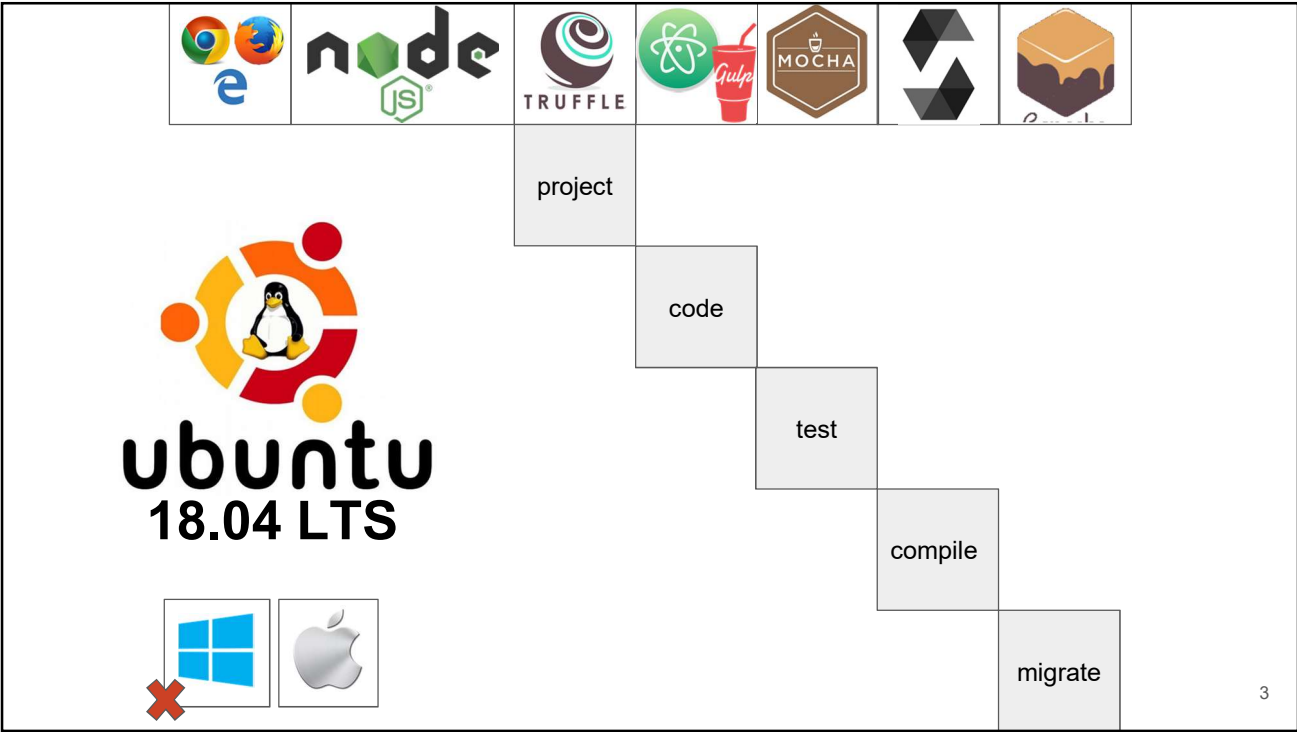 node
JS
TRUFFLE
Gulp
MOCHA
project
code
test
compile
migrate
ubuntu
18.04 LTS
3